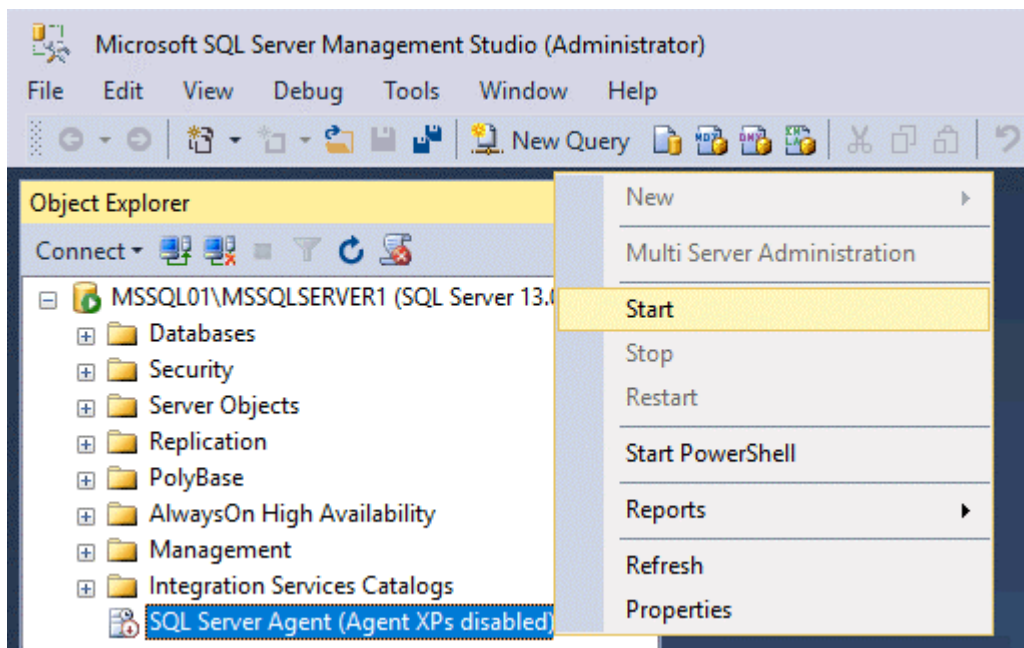 Microsoft SQL Server Management Studio (Administrator)
File Edit View Debug Tools Window Help
New Query
Object Explorer
Connect
MSSQL01\MSSQLSERVER1 (SQL Server 13.
Databases
Security
Server Objects
Replication
PolyBase
AlwaysOn High Availability
Management
Integration Services Catalogs
SQL Server Agent (Agent XPs disabled)
New
Multi Server Administration
Start
Stop
Restart
Start PowerShell
Reports
Refresh
Properties